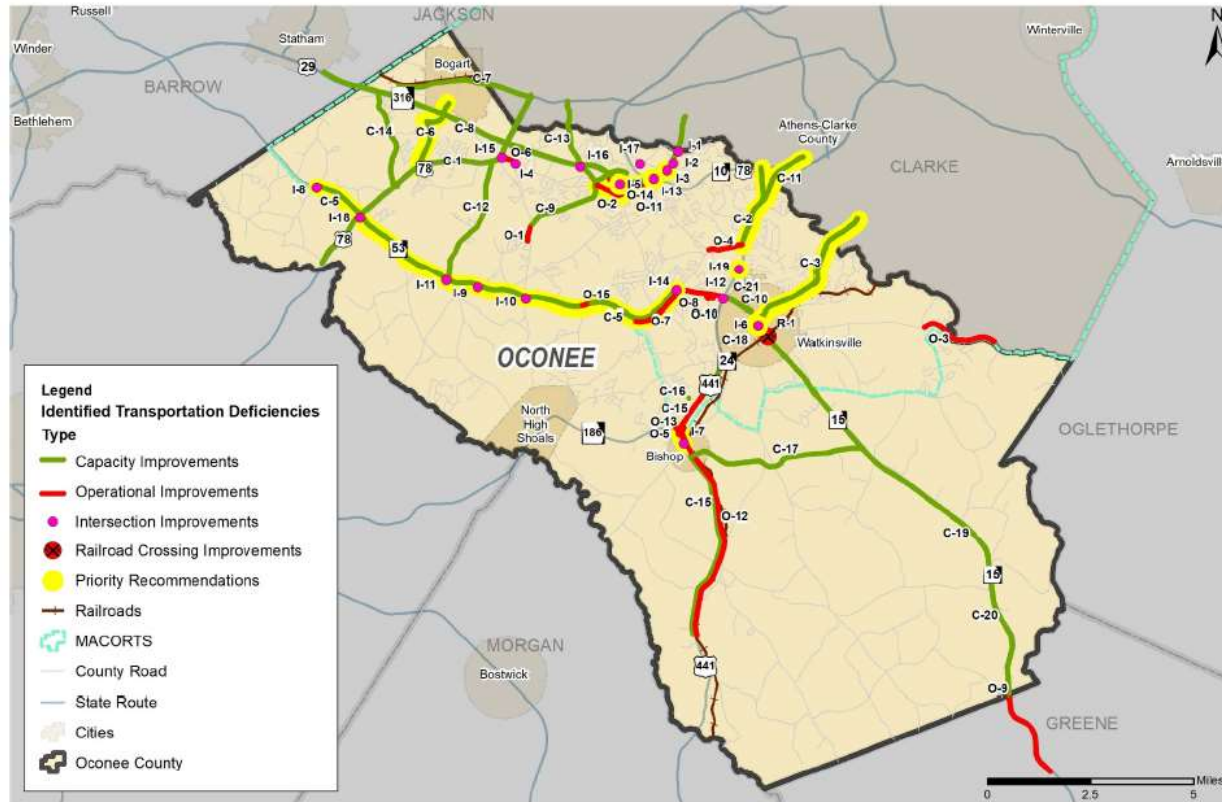 JACKSON
Russell
Winder
Statham
29
BARROW
Bethlehem
Bogart
C-7
316
C-14
C-6
C-8
C-13
I-15
O-6
I-4
I-16
I-17
I-1
I-2
I-3
I-13
I-5
O-14
O-11
O-2
78
C-1
C-9
O-1
C-12
I-8
C-5
I-18
78
53
I-11
I-9
I-10
O-15
C-5
O-7
I-14
O-8
O-10
I-12
10
78
C-11
C-2
O-4
I-19
C-21
C-10
C-3
I-6
R-1
C-18
Watkinsville
24
Athens-Clarke
County
CLARKE
Winterville
Arnoldsville
N
O-3
OGLETHORPE
OCONEE
North
High
Shoals
186
441
C-16
C-15
O-13
O-5
I-7
Bishop
C-17
15
C-15
O-12
C-19
15
C-20
O-9
GREENE
MORGAN
Bostwick
441
Legend
Identified Transportation Deficiencies
Type
Capacity Improvements
Operational Improvements
Intersection Improvements
Railroad Crossing Improvements
Priority Recommendations
Railroads
MACORTS
County Road
State Route
Cities
Oconee County
Miles
0 2.5 5